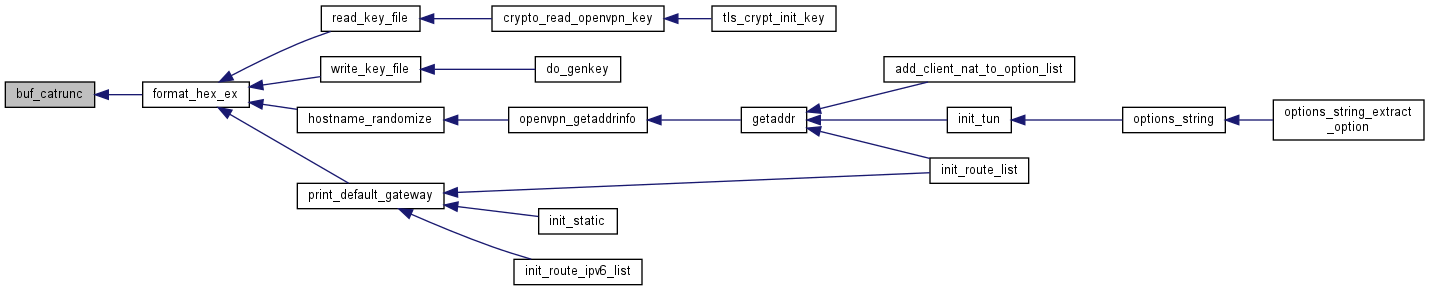 read_key_file
crypto_read_openvpn_key
tls_crypt_init_key
write_key_file
do_genkey
add_client_nat_to_option_list
buf_catrunc
format_hex_ex
hostname_randomize
openvpn_getaddrinfo
getaddr
init_tun
options_string
options_string_extract
_option
init_route_list
print_default_gateway
init_static
init_route_ipv6_list